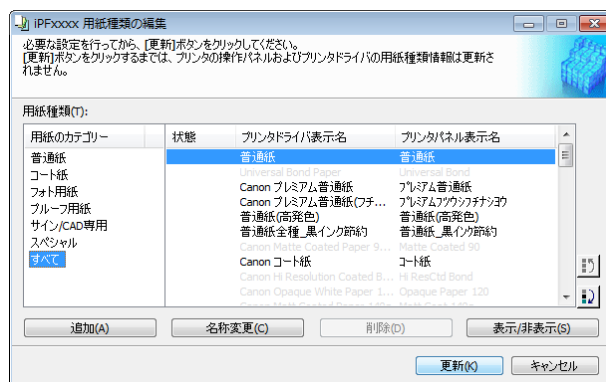 iPFxxxx 用紙種類の編集
必要な設定を行ってから、[更新]ボタンをクリックしてください。
[更新]ボタンをクリックするまでは、プリンタの操作パネルおよびプリンタドライバの用紙種類情報は更新さ
れません。
用紙種類(T):
用紙のカテゴリー 状態 プリンタドライバ表示名 プリンタパネル表示名
普通紙 普通紙 普通紙
Universal Bond Paper Universal Bond
コート紙 Canon プレミアム普通紙 プレミアム普通紙
フォト用紙 Canon プレミアム普通紙(フチ... プレミアムフツウシフチナシヨウ
プルーフ用紙 普通紙(高発色) 普通紙(高発色)
サイン/CAD専用 普通紙全種_黒インク節約 普通紙_黒インク節約
スペシャル Canon Matte Coated Paper 9... Matte Coated 90
すべて Canon コート紙 コート紙
Canon Hi Resolution Coated B... Hi ResCtd Bond
Canon Opaque White Paper 1... Opaque Paper 120
追加(A) 名称変更(C) 削除(D) 表示/非表示(S)
更新(K) キャンセル